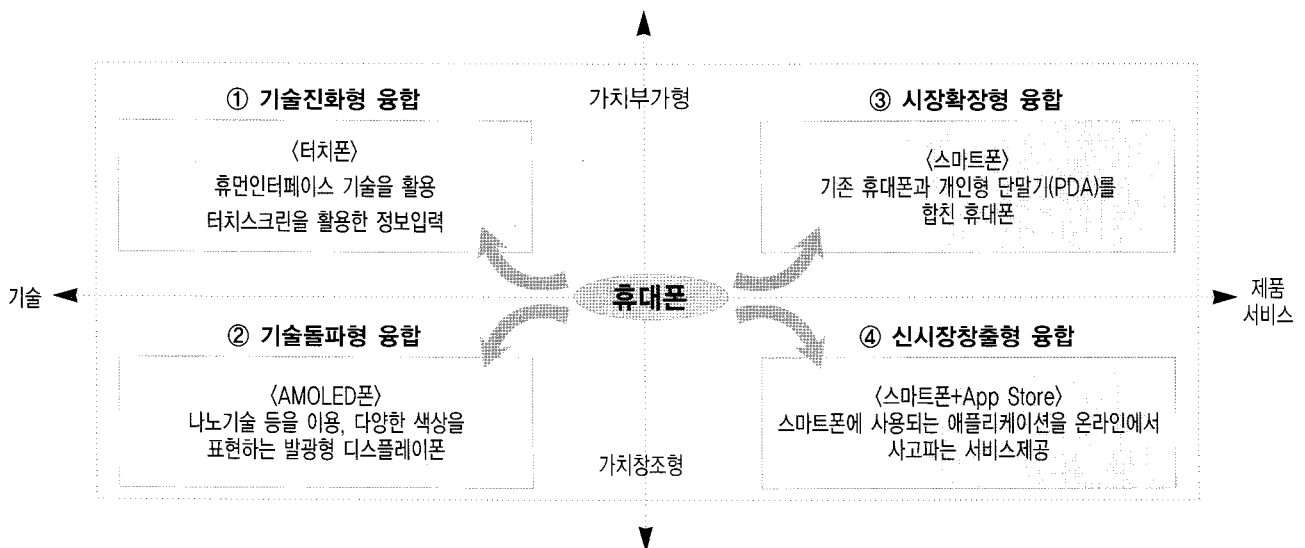 ① 기술진화형 융합
〈터치폰〉
휴먼인터페이스 기술을 활용
터치스크린을 활용한 정보입력
가치부가형
③ 시장확장형 융합
〈스마트폰〉
기존 휴대폰과 개인형 단말기(PDA)를
합친 휴대폰
기술
휴대폰
제품
서비스
② 기술돌파형 융합
〈AMOLED폰〉
나노기술 등을 이용, 다양한 색상을
표현하는 발광형 디스플레이폰
가치창조형
④ 신시장창출형 융합
〈스마트폰+App Store〉
스마트폰에 사용되는 애플리케이션을 온라인에서
사고파는 서비스제공